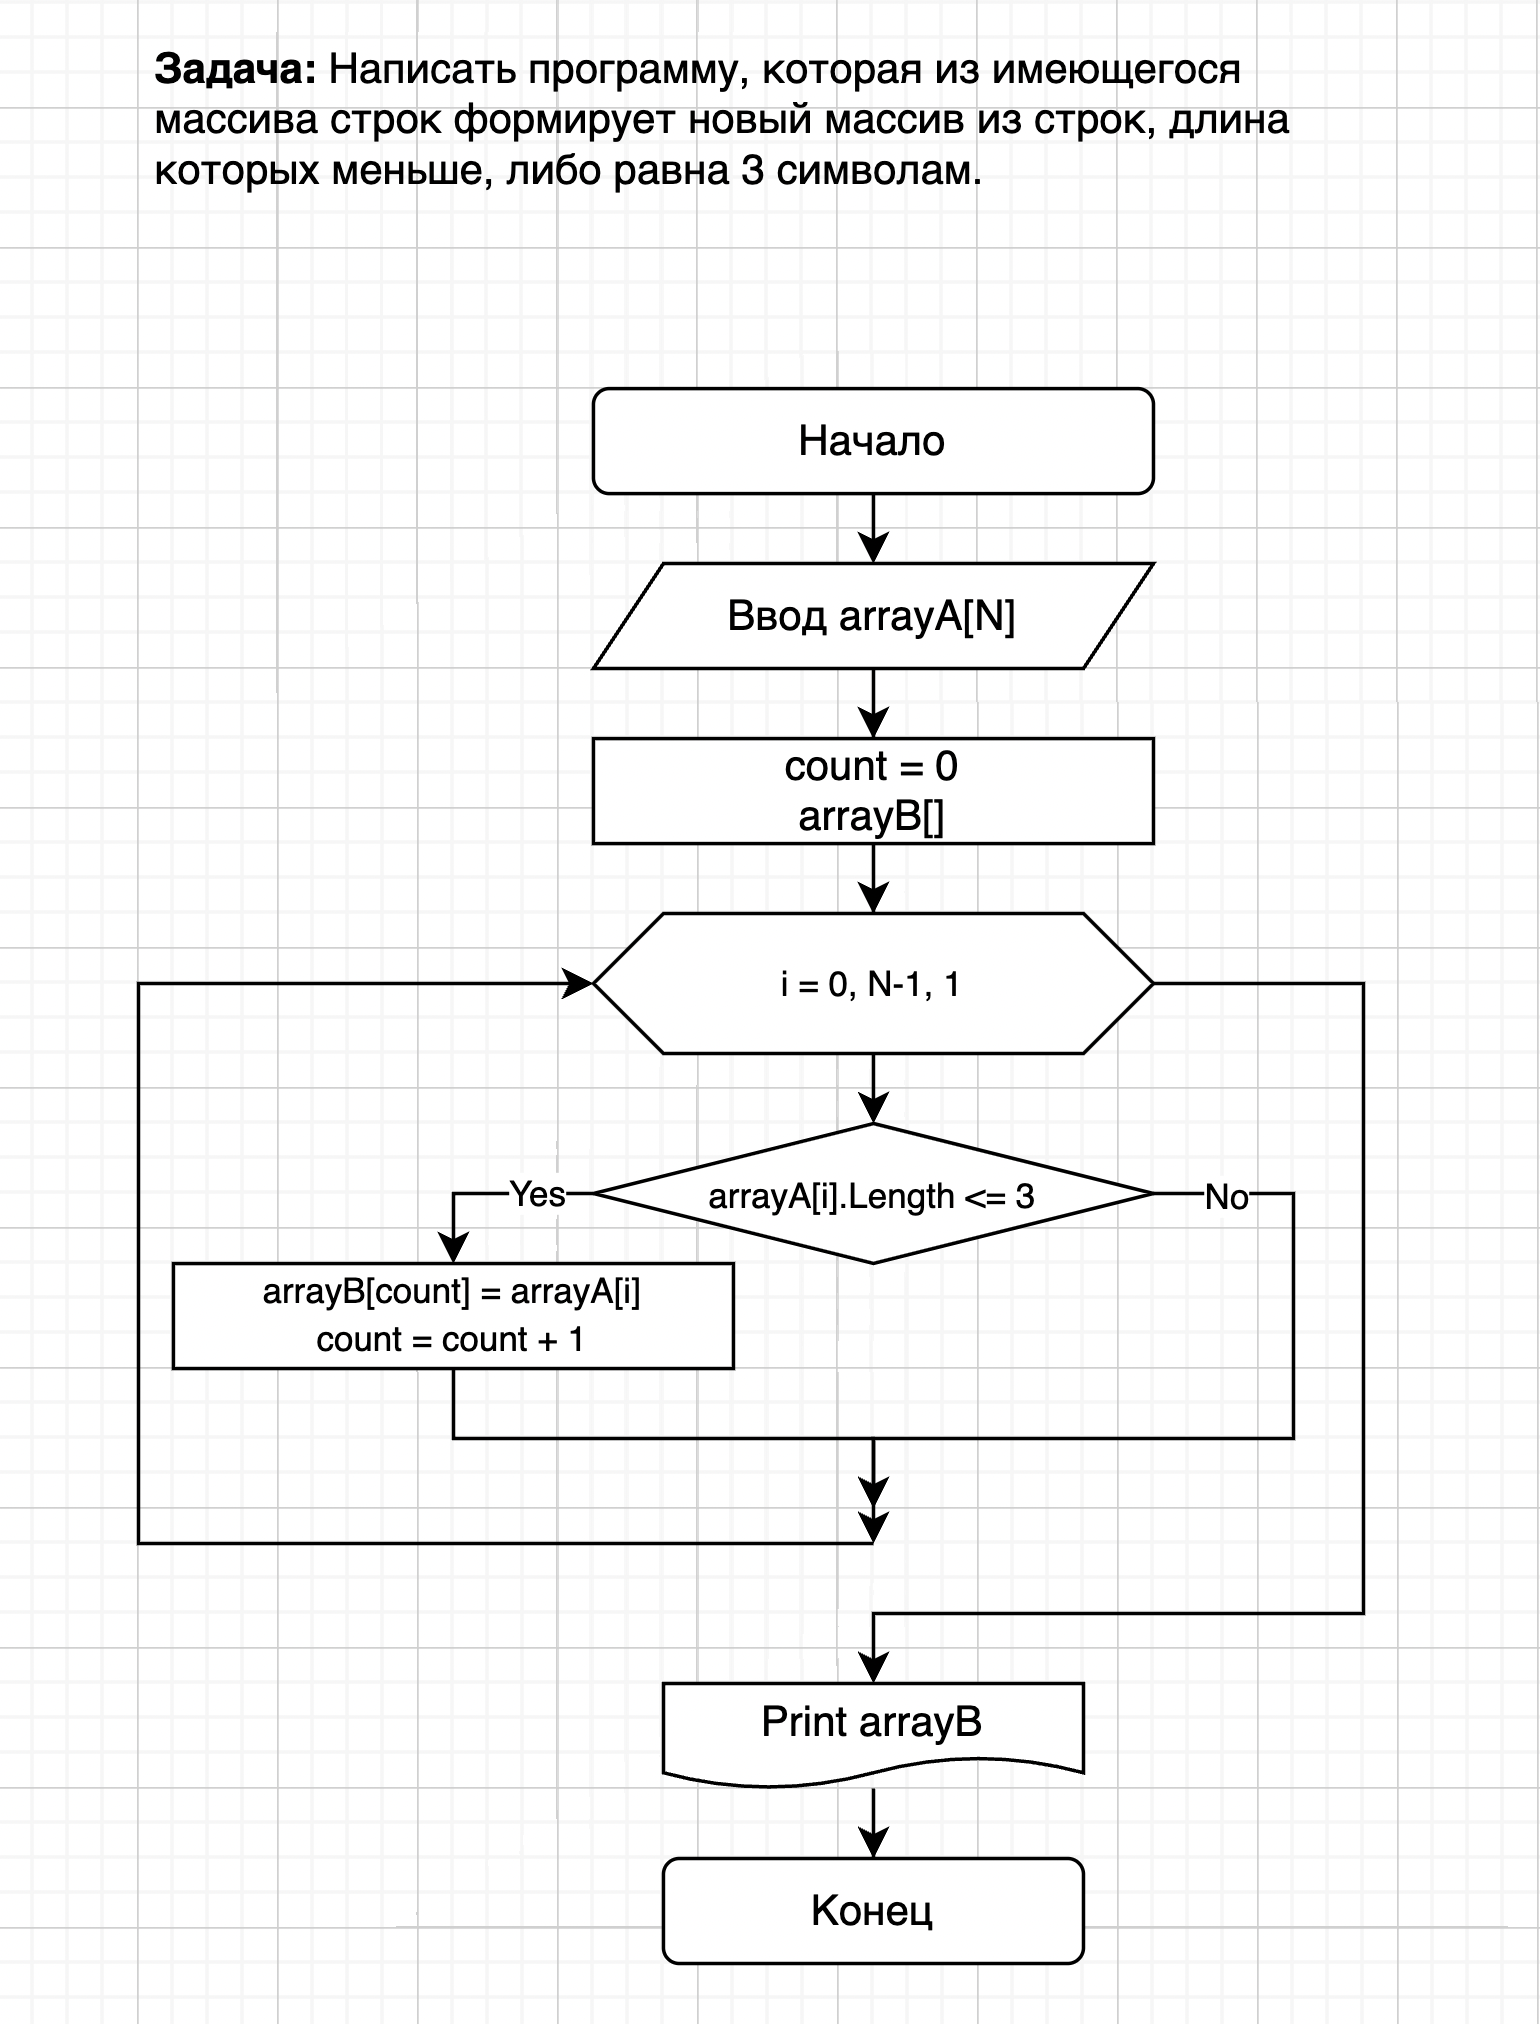 Задача: Написать программу, которая из имеющегося
массива строк формирует новый массив из строк, длина
которых меньше, либо равна 3 символам.
Начало
Ввод arrayA[N]
count = 0
arrayB[]
i = 0, N-1, 1
Yes
arrayA[i].Length <= 3
No
arrayB[count] = arrayA[i]
count = count + 1
Print arrayB
Конец